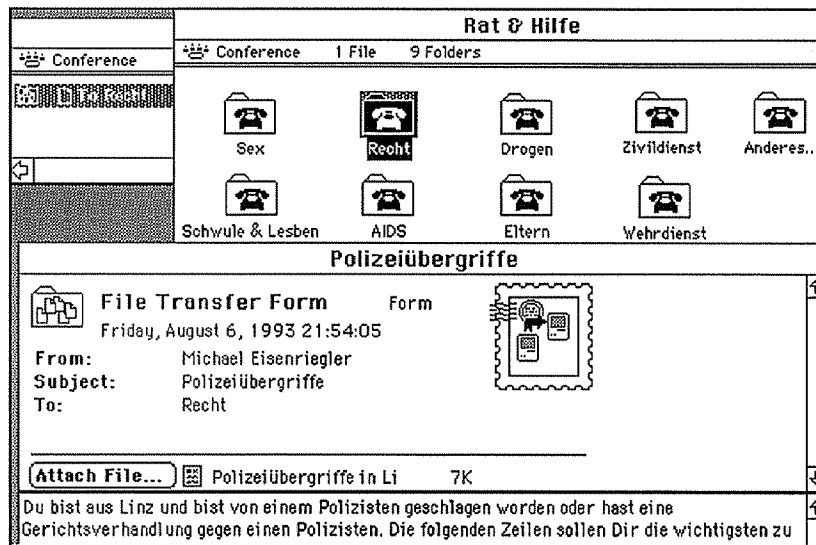 Rat & Hilfe
Conference
Conference 1 File 9 Folders
Sex
Recht
Drogen
Zivildienst
Anderes..
Schwule & Lesben
AIDS
Eltern
Wehrdienst
Polizeiübergriffe
File Transfer Form Form
Friday, August 6, 1993 21:54:05
From: Michael Eisenriegler
Subject: Polizeiübergriffe
To: Recht
Attach File... Polizeiübergriffe in Li 7K
Du bist aus Linz und bist von einem Polizisten geschlagen worden oder hast eine
Gerichtsverhandlung gegen einen Polizisten. Die folgenden Zeilen sollen Dir die wichtigsten zu